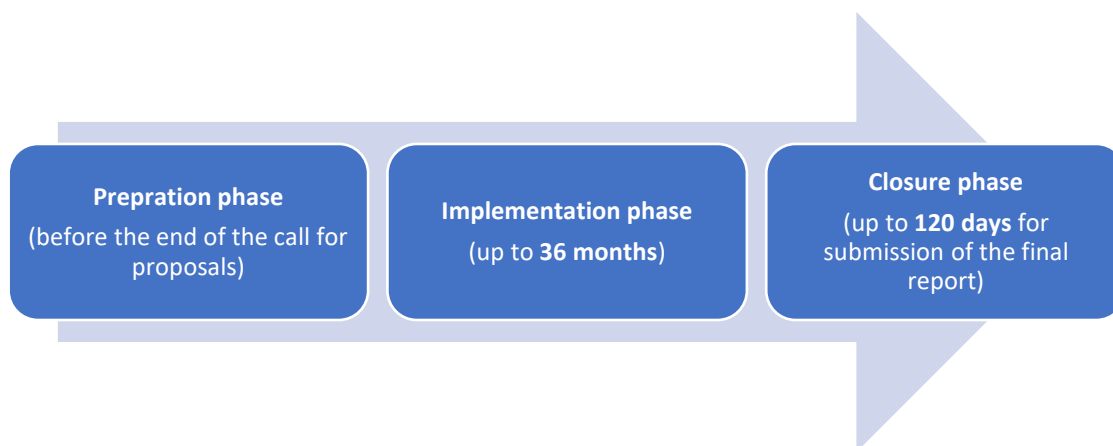 Prepration phase
(before the end of the call for
proposals)
Implementation phase
(up to 36 months)
Closure phase
(up to 120 days for
submission of the final
report)